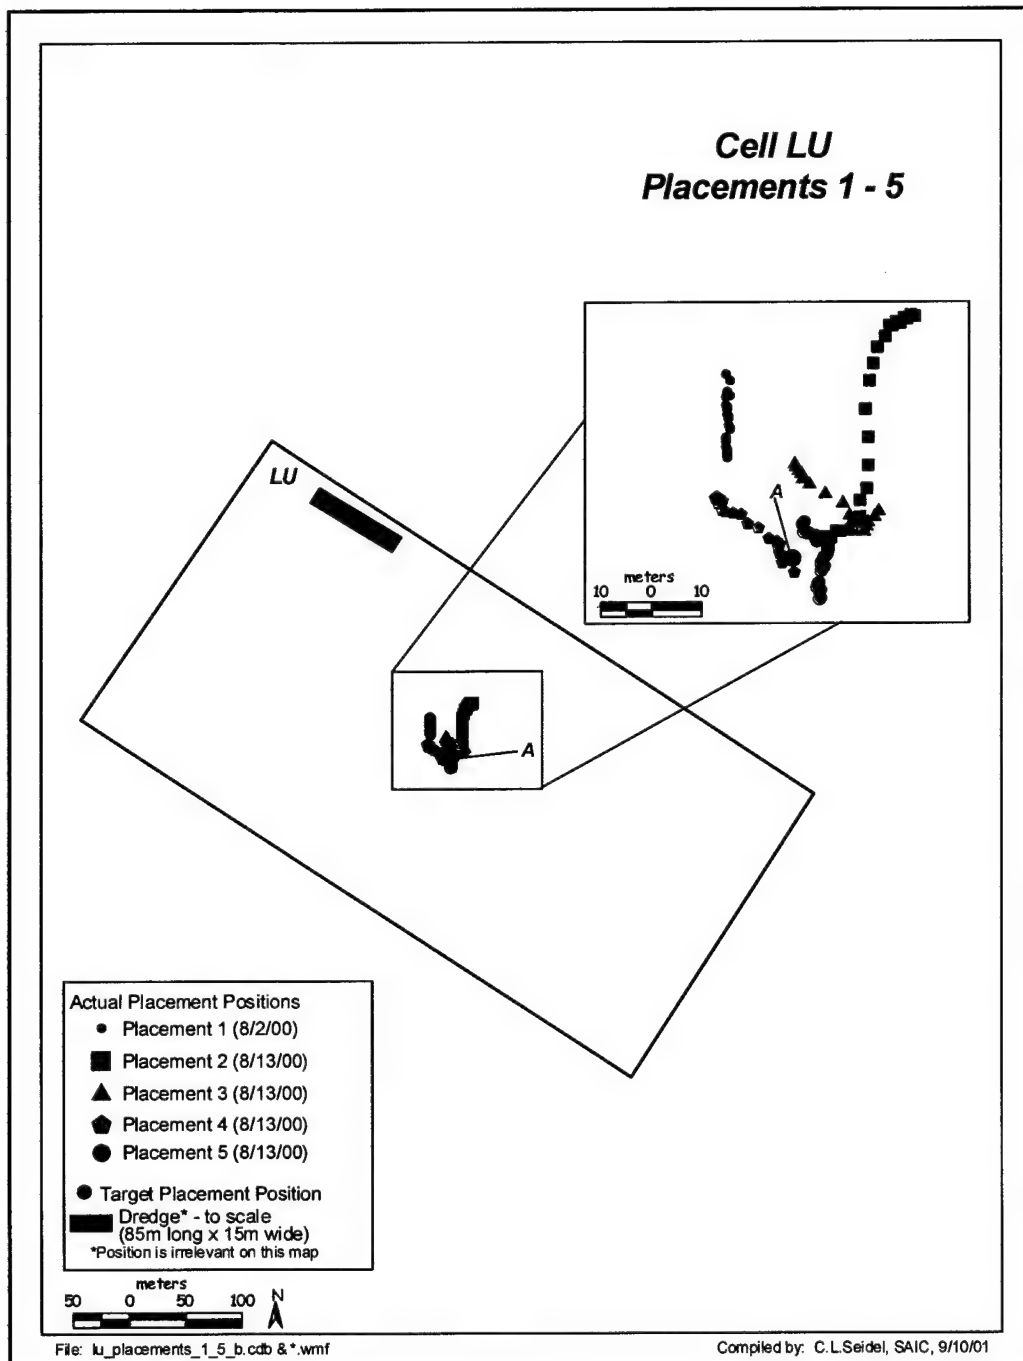 Cell LU
Placements 1 - 5
A
meters
10 0 10
LU
A
Actual Placement Positions
Placement 1 (8/2/00)
Placement 2 (8/13/00)
Placement 3 (8/13/00)
Placement 4 (8/13/00)
Placement 5 (8/13/00)
Target Placement Position
Dredge* - to scale
(85m long x 15m wide)
*Position is irrelevant on this map
meters
50 0 50 100
N
File: lu_placements_1_5_b.cdb & *.wmf
Compiled by: C.L.Seidel, SAIC, 9/10/01